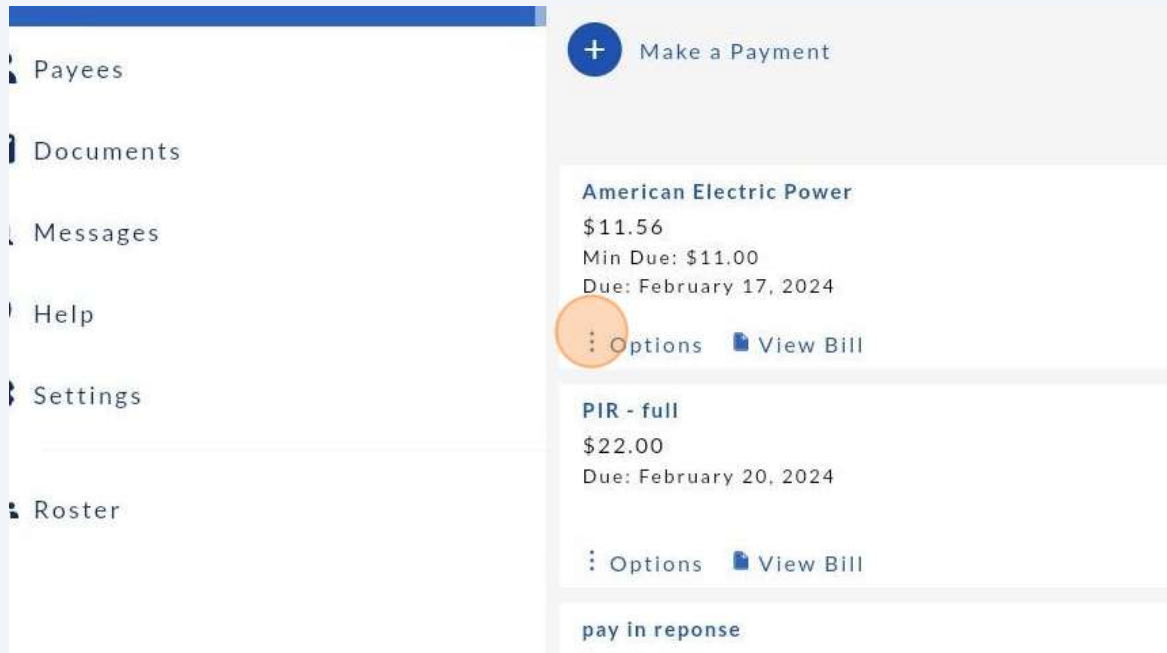 Payees
Documents
Messages
Help
Settings
Roster
Make a Payment
American Electric Power
$11.56
Min Due: $11.00
Due: February 17, 2024
Options View Bill
PIR - full
$22.00
Due: February 20, 2024
Options View Bill
pay in reponse